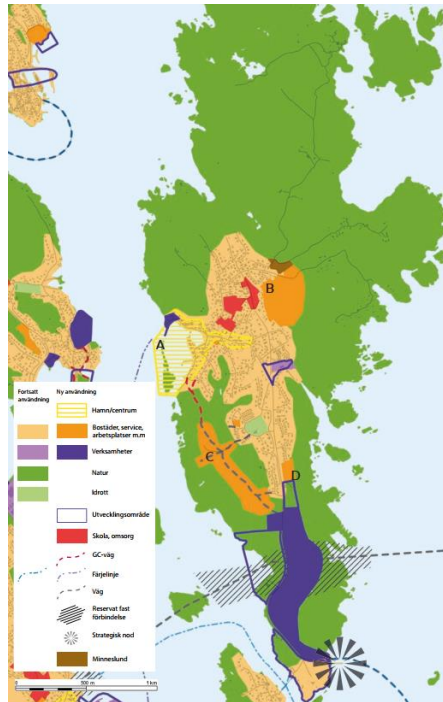 B
A
C
D
Fortsatt
användning
Ny användning
Hamn/centrum
Bostäder, service,
arbetsplatser m.m
Verksamheter
Natur
Idrott
Utvecklingsområde
Skola, omsorg
GC-väg
Färjelinje
Väg
Reservat fast
förbindelse
Strategisk nod
Minneslund
0 500 m 1 km